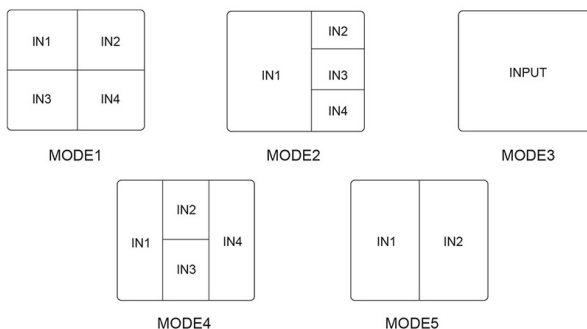 IN1 IN2
IN3 IN4
MODE1
IN1
IN2
IN3
IN4
MODE2
INPUT
MODE3
IN1
IN2
IN3
IN4
MODE4
IN1 IN2
MODE5